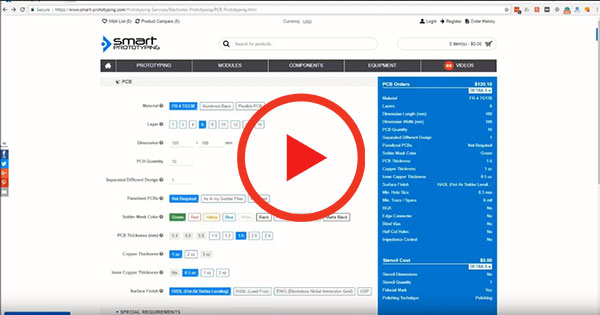 www.smart-prototyping.com/Prototyping-Services/Electronic-Prototyping/PCB-Prototyping.html
Wish List (0) Product Compare (0) Currency USD Login Register Order History
smart PROTOTYPING Search for products... 0 item(s) - $0.00
PROTOTYPING MODULES COMPONENTS EQUIPMENT VIDEOS
PCB
Material FR-4 TG130 Aluminum Base Flexible PCB
Layer 1 2 4 6 8 10 12
Dimension 100 × 100 mm
PCB Quantity 10
Separated Different Design 1
Panelized PCBs Not Required As in my Gerber Files
Solder Mask Color Green Red Yellow Blue White Black Matte Black
PCB Thickness (mm) 0.4 0.6 0.8 1.0 1.2 1.6 2.0 2.4
Copper Thickness 1 oz 2 oz 3 oz
Inner Copper Thickness No 0.5 oz 1 oz 2 oz
Surface Finish HASL (Hot Air Solder Leveling) HASL (Lead Free) ENIG (Electroless Nickel Immersion Gold) OSP
SPECIAL REQUIREMENTS
PCB Orders $120.10
DETAILS
Material FR-4 TG130
Layers 6
Dimension Length (mm) 100
Dimension Width (mm) 100
PCB Quantity 10
Separated Different Design 1
Panelized PCBs Not Required
Solder Mask Color Green
PCB Thickness 1.6
Copper Thickness 1 oz
Inner Copper Thickness 0.5 oz
Surface Finish HASL (Hot Air Solder Leveli...
Min. Hole Size 0.3 mm
Min. Trace / Space 6 mil
BGA No
Edge Connector No
Blind Vias No
Half-Cut Holes No
Impedance Control No
Stencil Cost $0.00
DETAILS
Stencil Dimensions No
Stencil Quantity 1
Fiducial Mark Yes
Polishing Technique Polishing